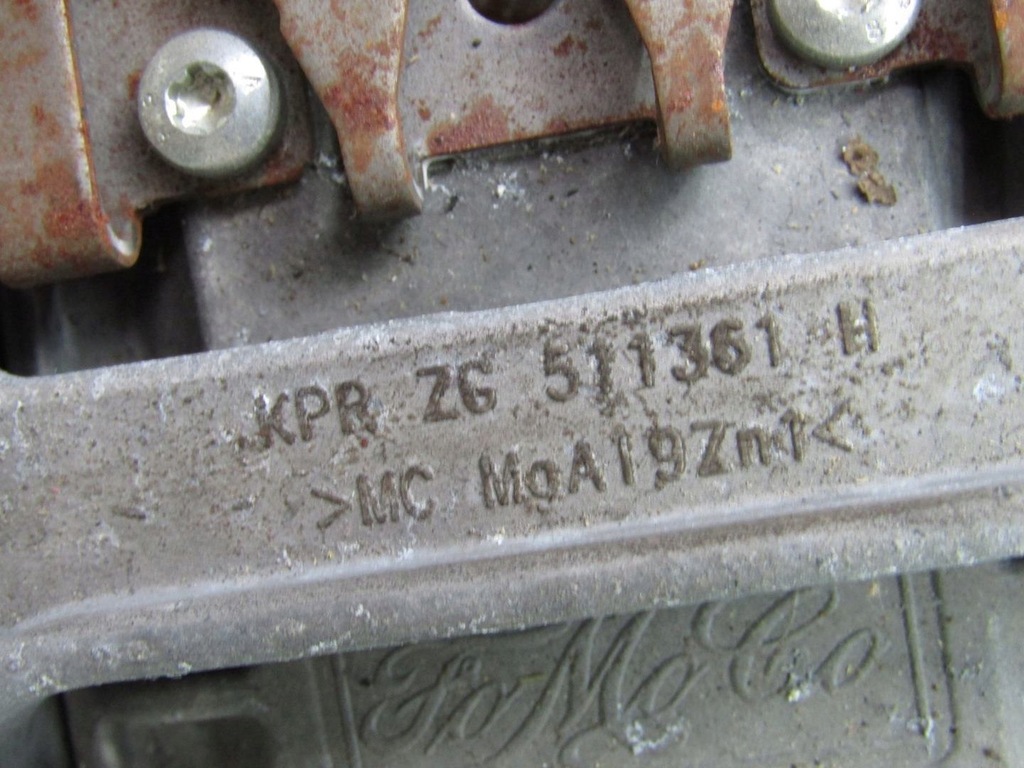 KPR ZG 511361 H
>MC MgAl9Zn1<
FoMoCo